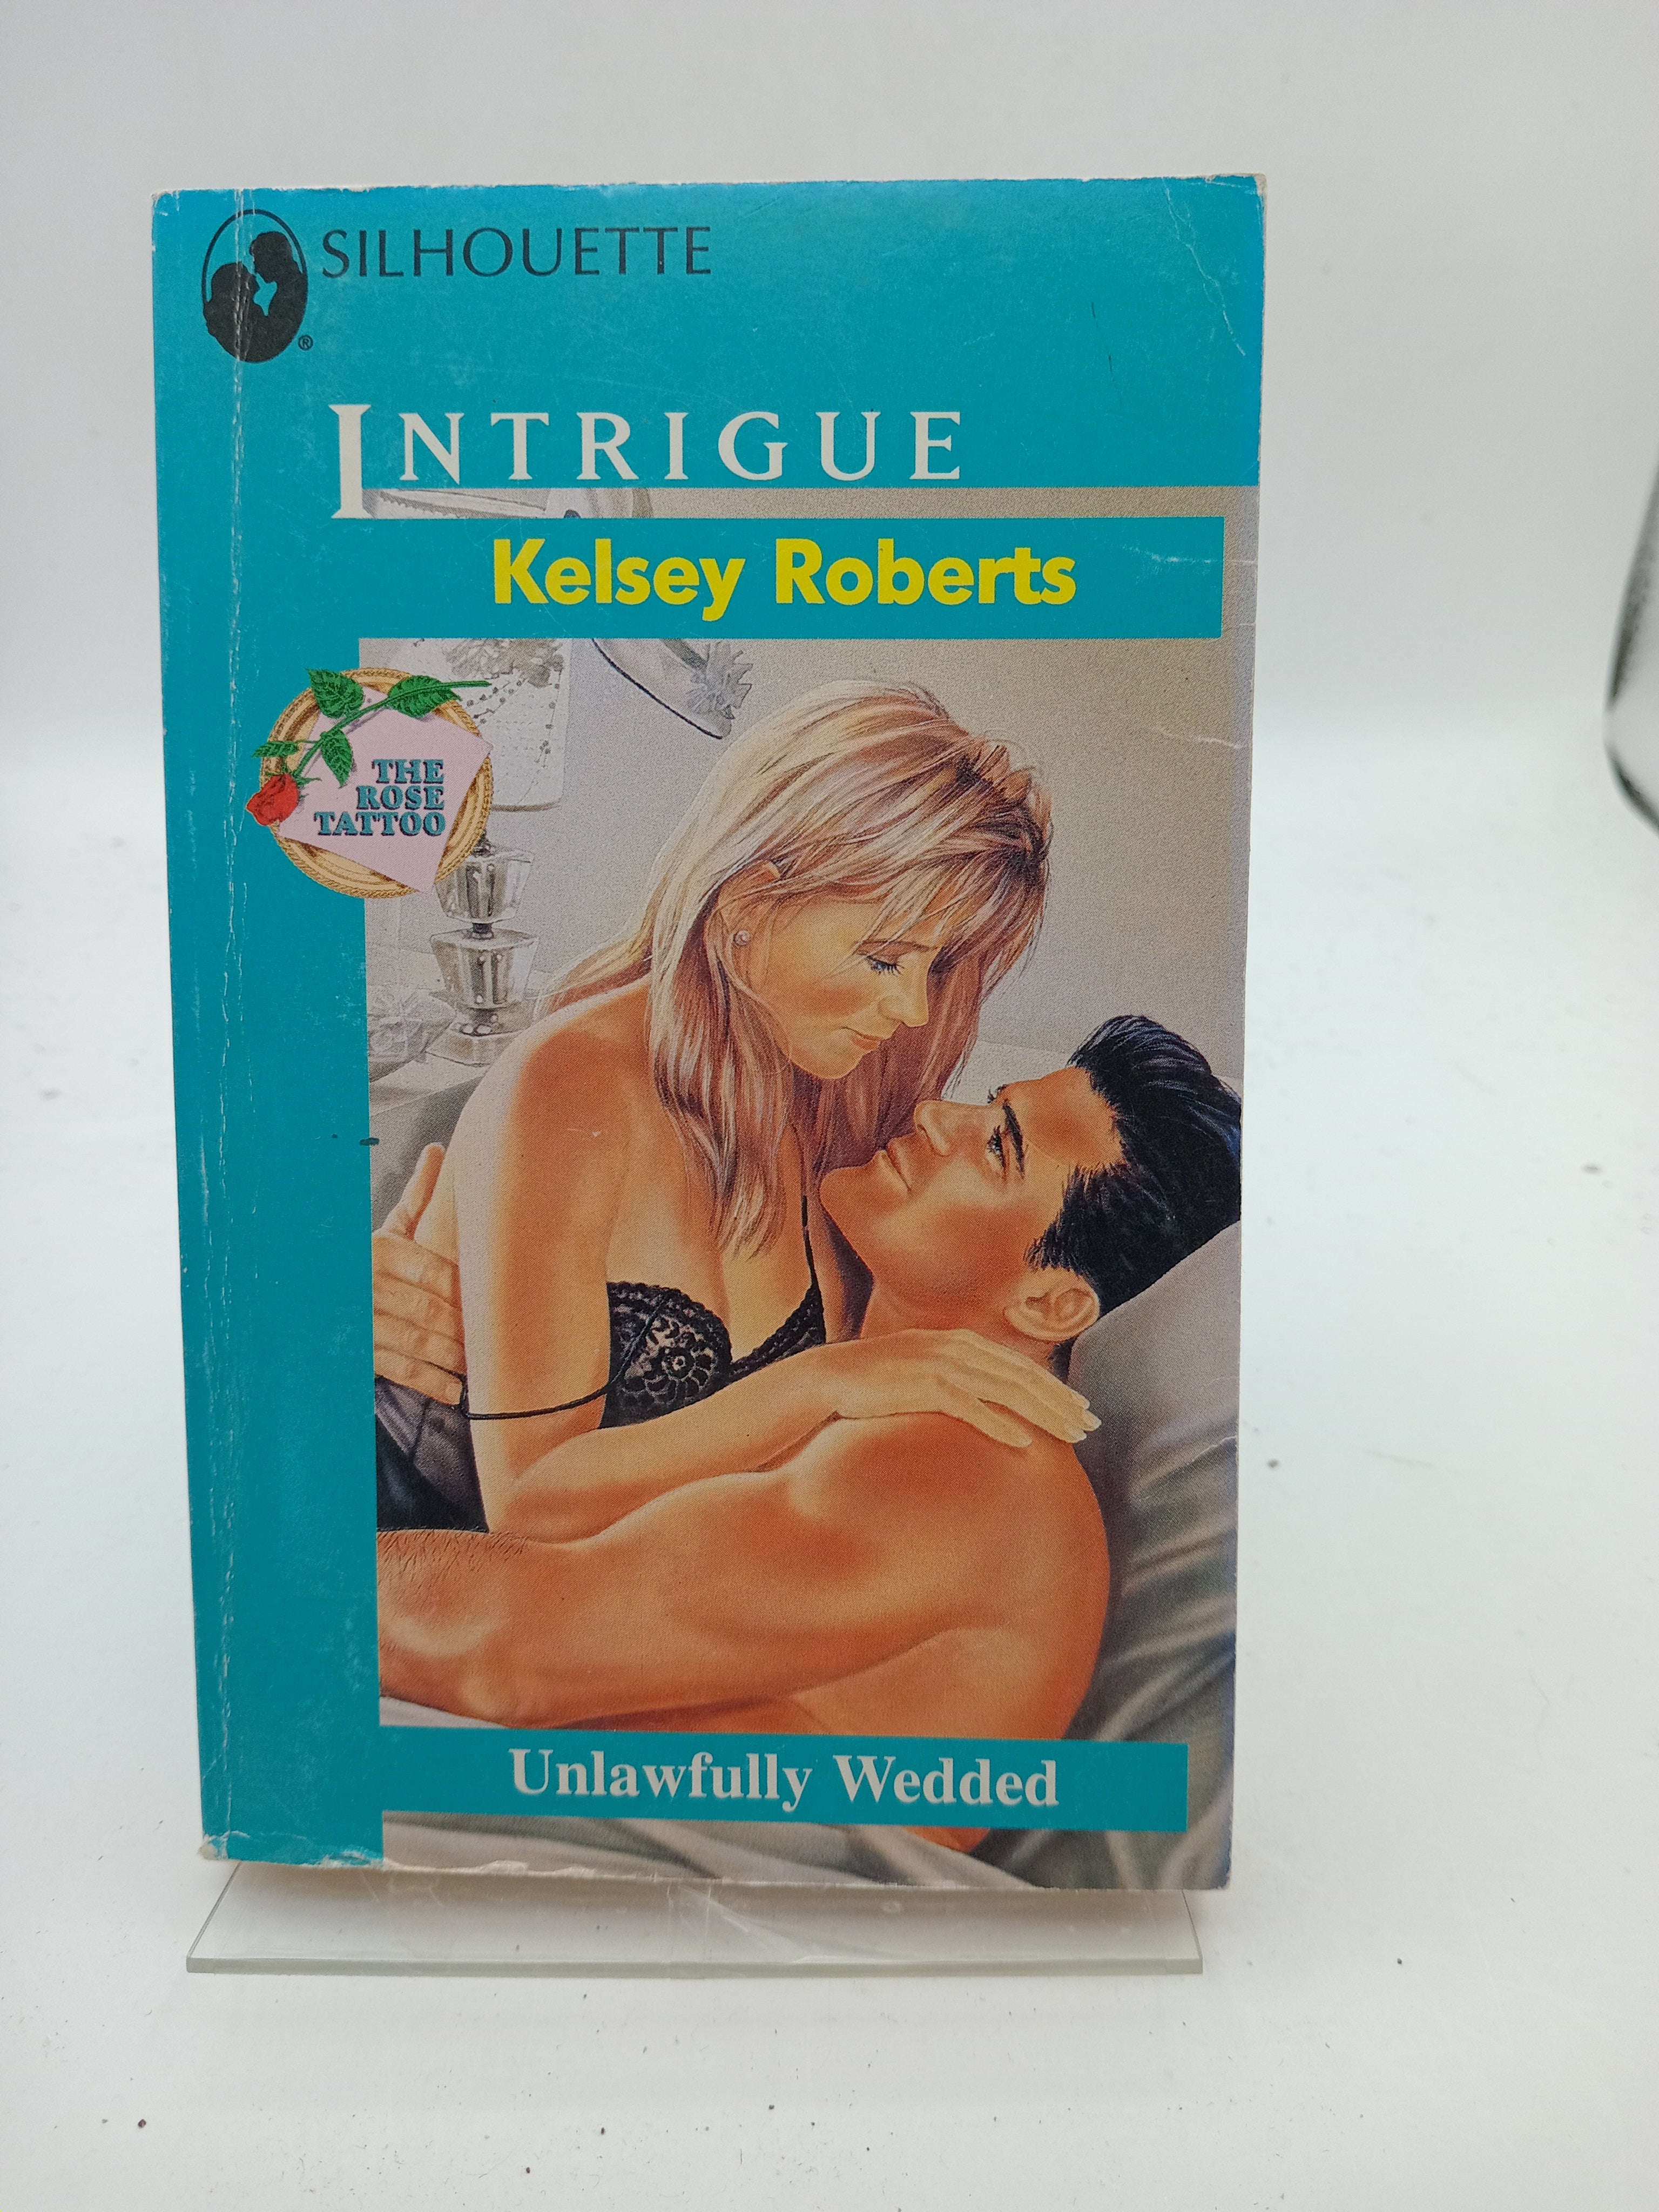 SILHOUETTE
®
INTRIGUE
Kelsey Roberts
THE
ROSE
TATTOO
Unlawfully Wedded